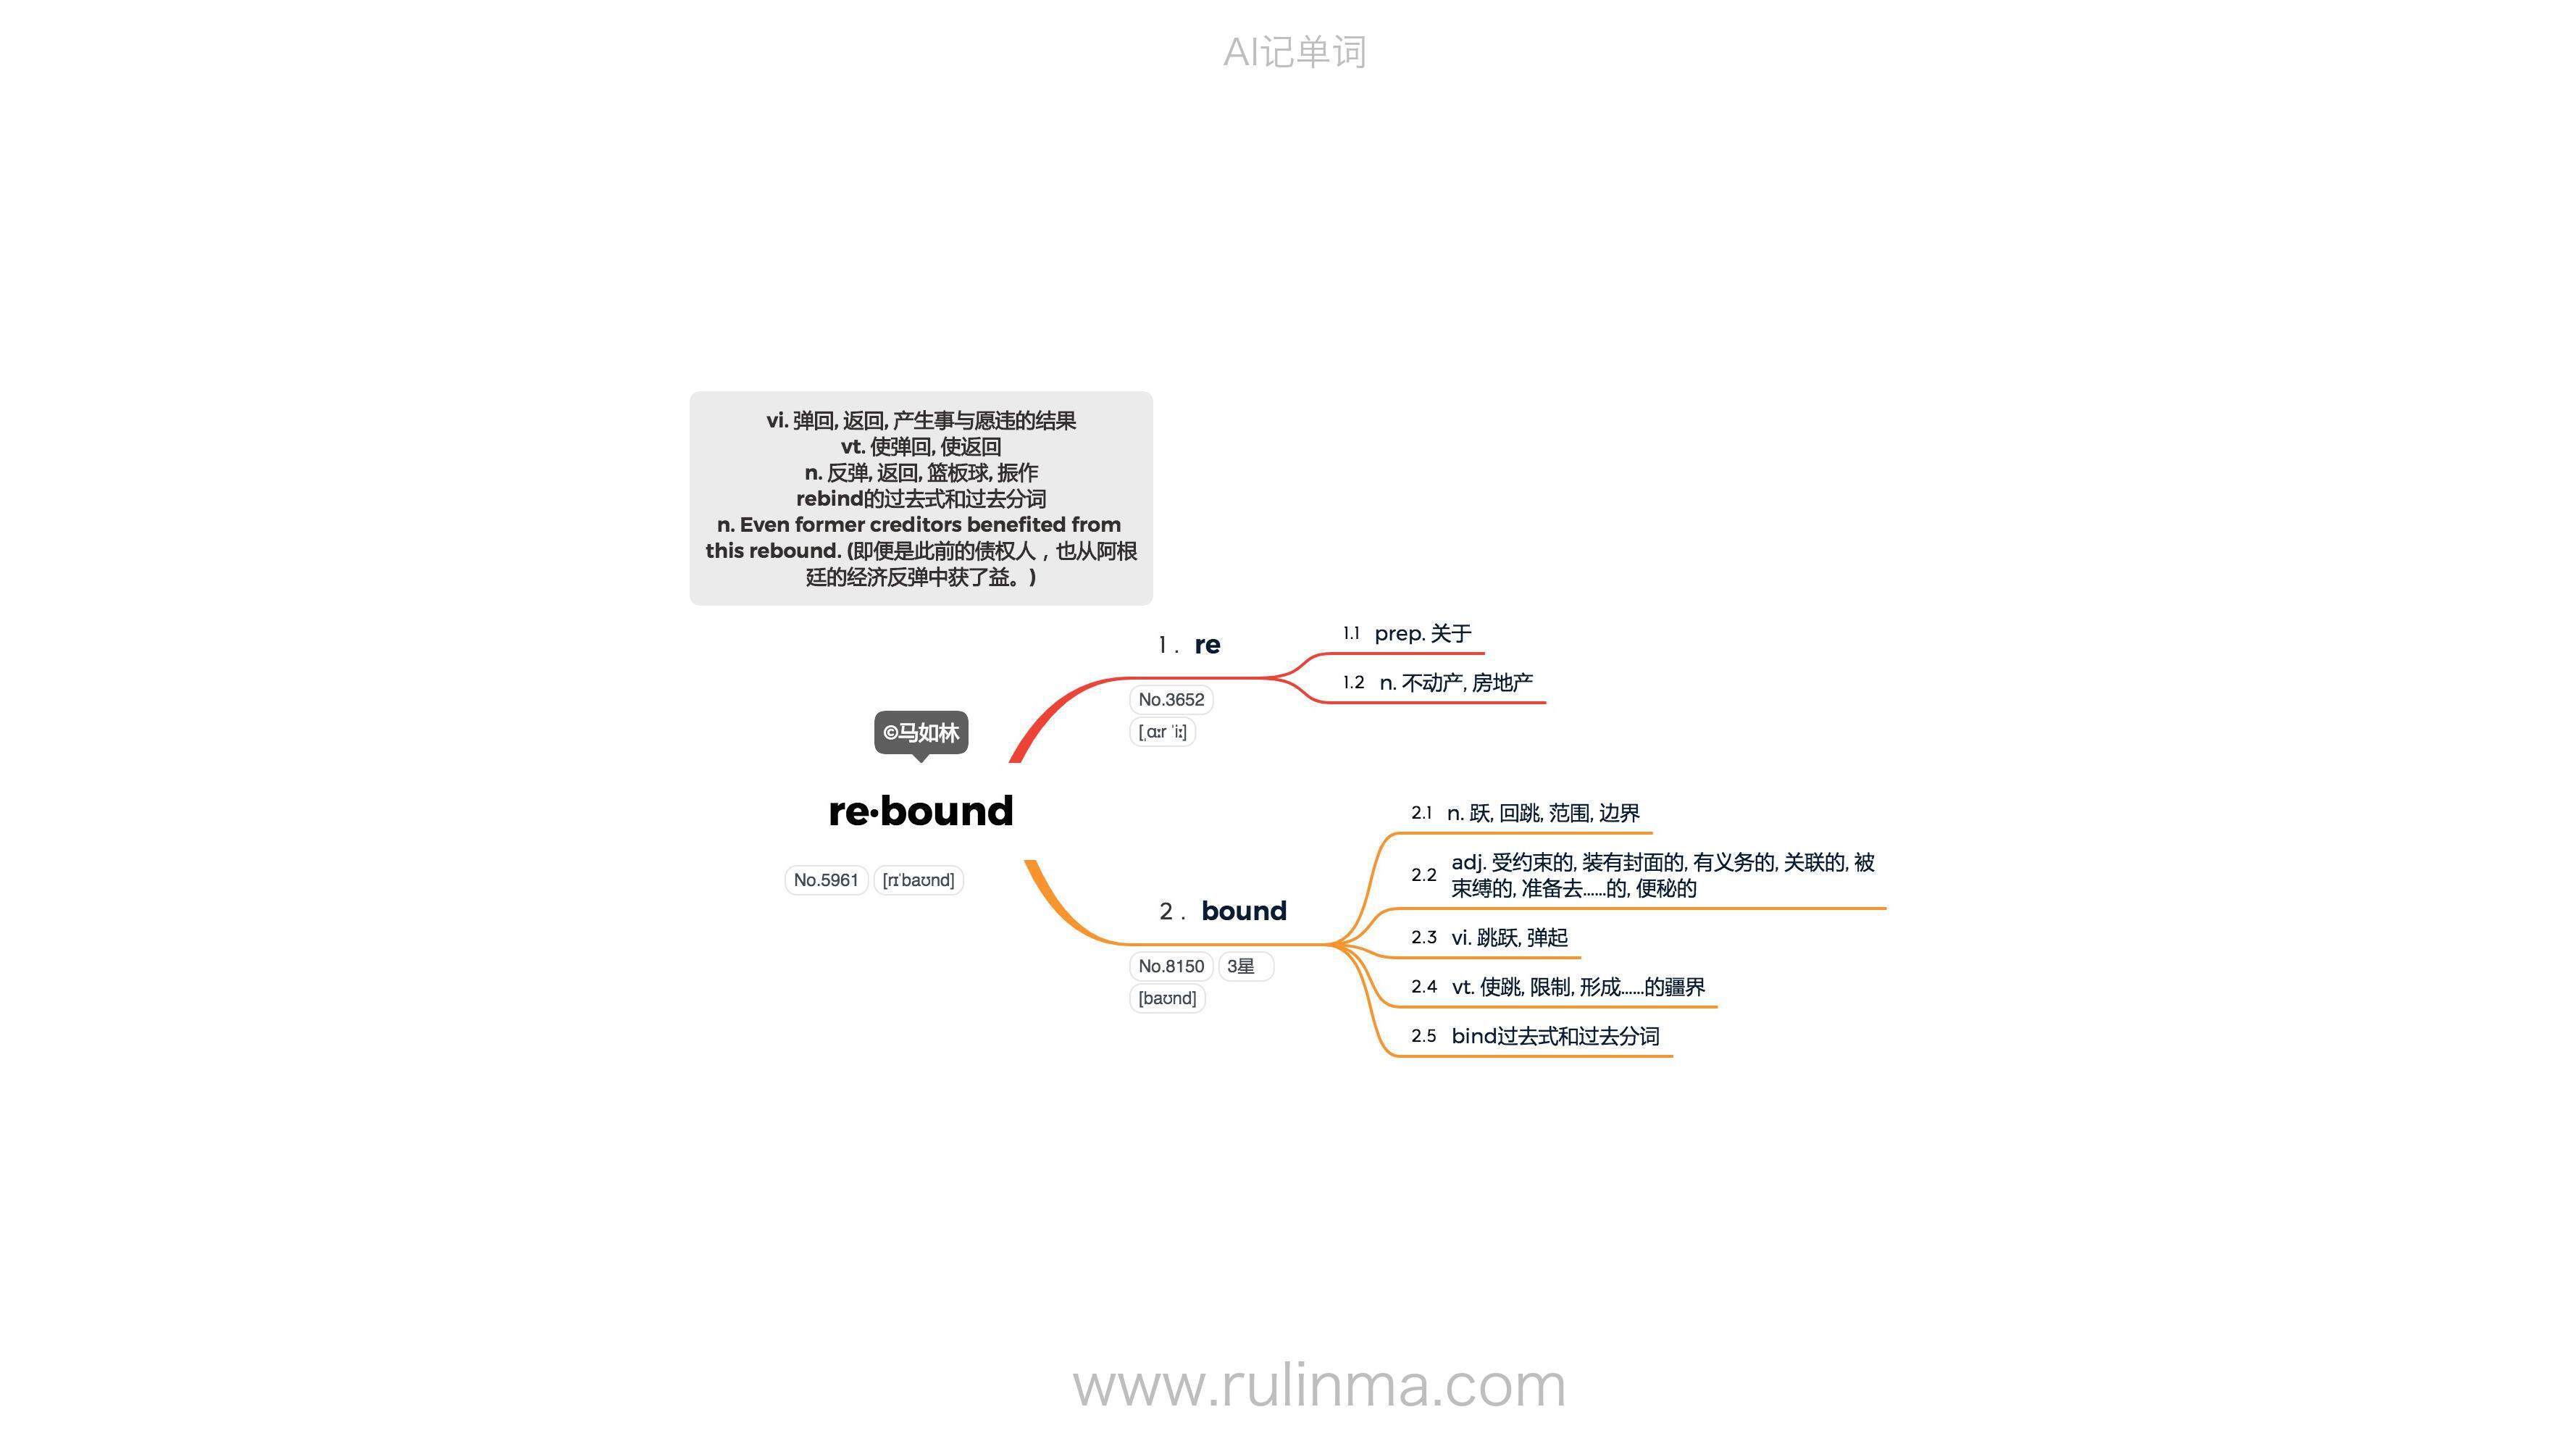 AI记单词
vi. 弹回, 返回, 产生事与愿违的结果
vt. 使弹回, 使返回
n. 反弹, 返回, 篮板球, 振作
rebind的过去式和过去分词
n. Even former creditors benefited from
this rebound. (即便是此前的债权人，也从阿根
廷的经济反弹中获了益。)
1. re
No.3652
[ˌɑːr ˈiː]
1.1 prep. 关于
1.2 n. 不动产, 房地产
©马如林
re·bound
No.5961 [rɪˈbaʊnd]
2. bound
No.8150 3星
[baʊnd]
2.1 n. 跃, 回跳, 范围, 边界
2.2 adj. 受约束的, 装有封面的, 有义务的, 关联的, 被
束缚的, 准备去……的, 便秘的
2.3 vi. 跳跃, 弹起
2.4 vt. 使跳, 限制, 形成……的疆界
2.5 bind过去式和过去分词
www.rulinma.com